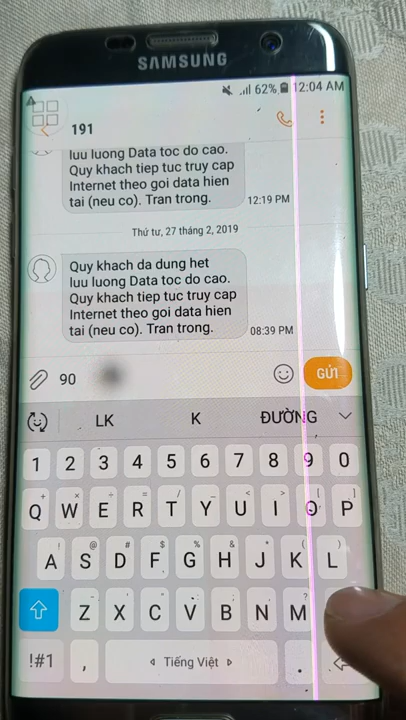 SAMSUNG
62% 12:04 AM
191
luu luong Data toc do cao.
Quy khach tiep tuc truy cap
Internet theo goi data hien
tai (neu co). Tran trong.
12:19 PM
Thứ tư, 27 tháng 2, 2019
Quy khach da dung het
luu luong Data toc do cao.
Quy khach tiep tuc truy cap
Internet theo goi data hien
tai (neu co). Tran trong.
08:39 PM
90
GỬI
LK K ĐƯỜNG
1 2 3 4 5 6 7 8 9 0
+ × ÷ = / _ < > [ ]
Q W E R T Y U I O P
! @ # $ % & * ( )
A S D F G H J K L
?
Z X C V B N M
!#1 , Tiếng Việt .